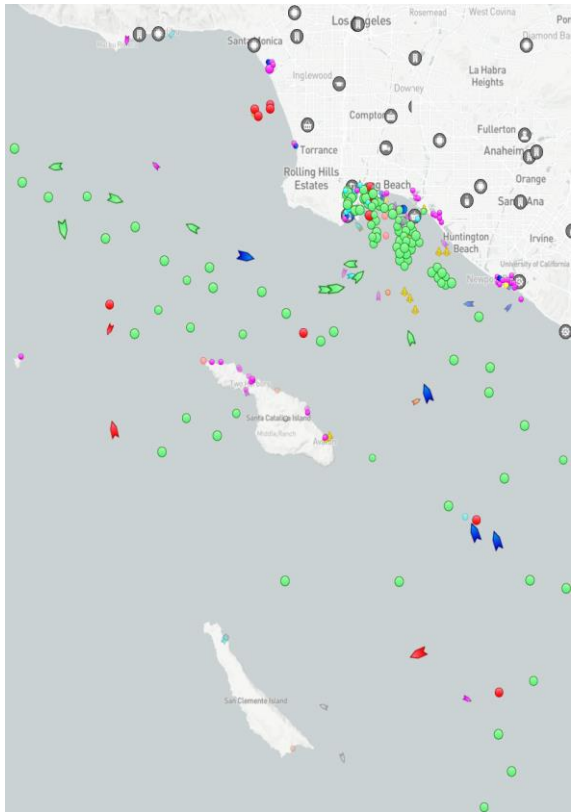 Rosemead
West Covina
Los Angeles
Diamond Ba
Santa Monica
Inglewood
La Habra
Heights
Downey
Compton
Fullerton
Torrance
Anaheim
Rolling Hills
Estates
Long Beach
Orange
Santa Ana
Huntington
Beach
Irvine
University of California
Santa Catalina Island
Middle Ranch
San Clemente Island